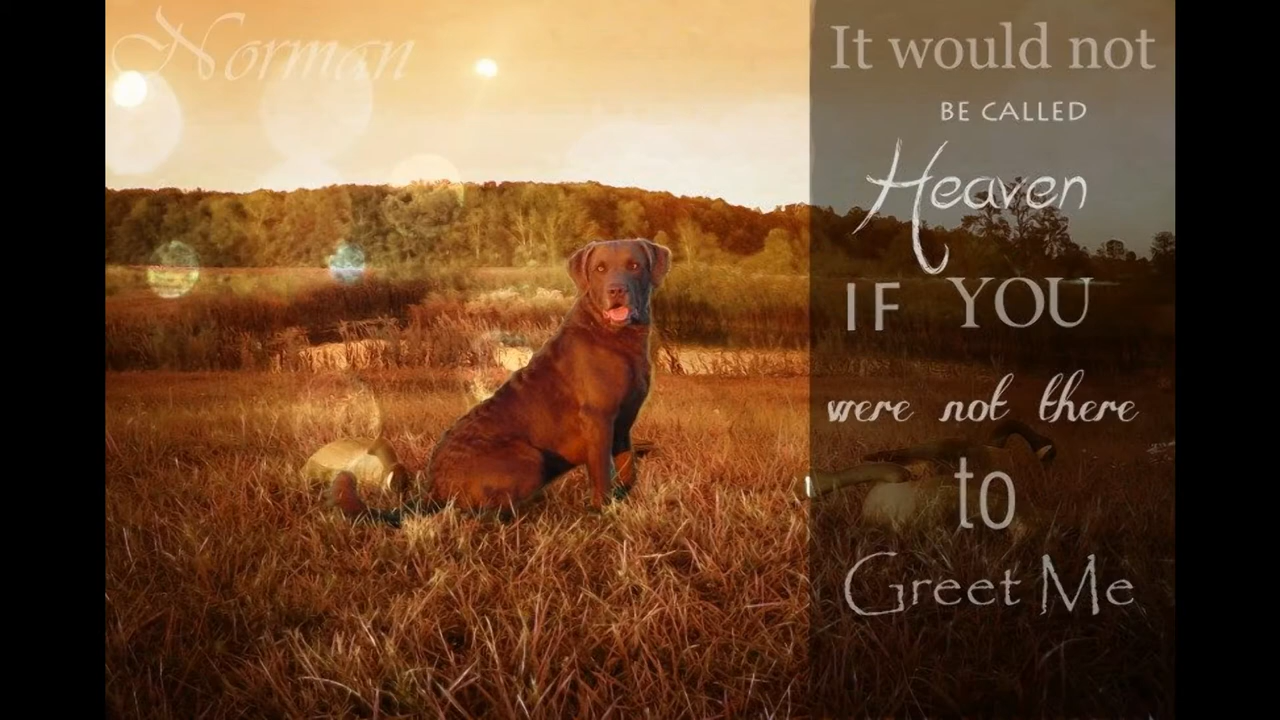 Norman
It would not
BE CALLED
Heaven
IF YOU
were not there
to
Greet Me